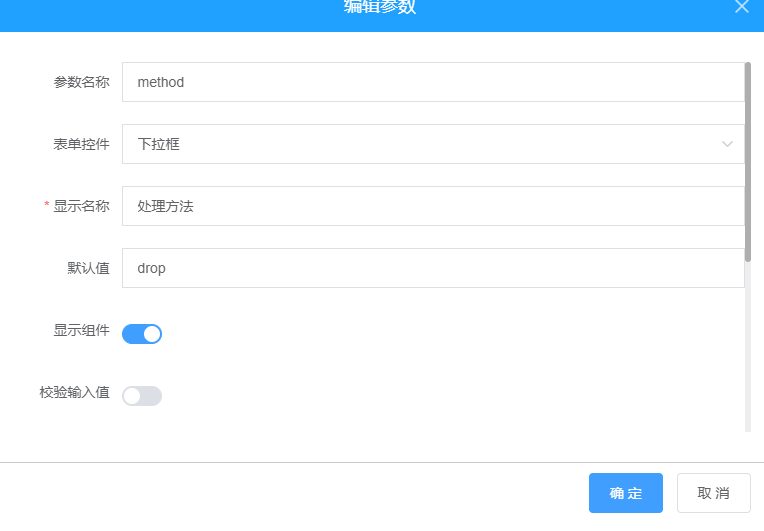 编辑参数
参数名称 method
表单控件 下拉框
* 显示名称 处理方法
默认值 drop
显示组件
校验输入值
确 定 取 消